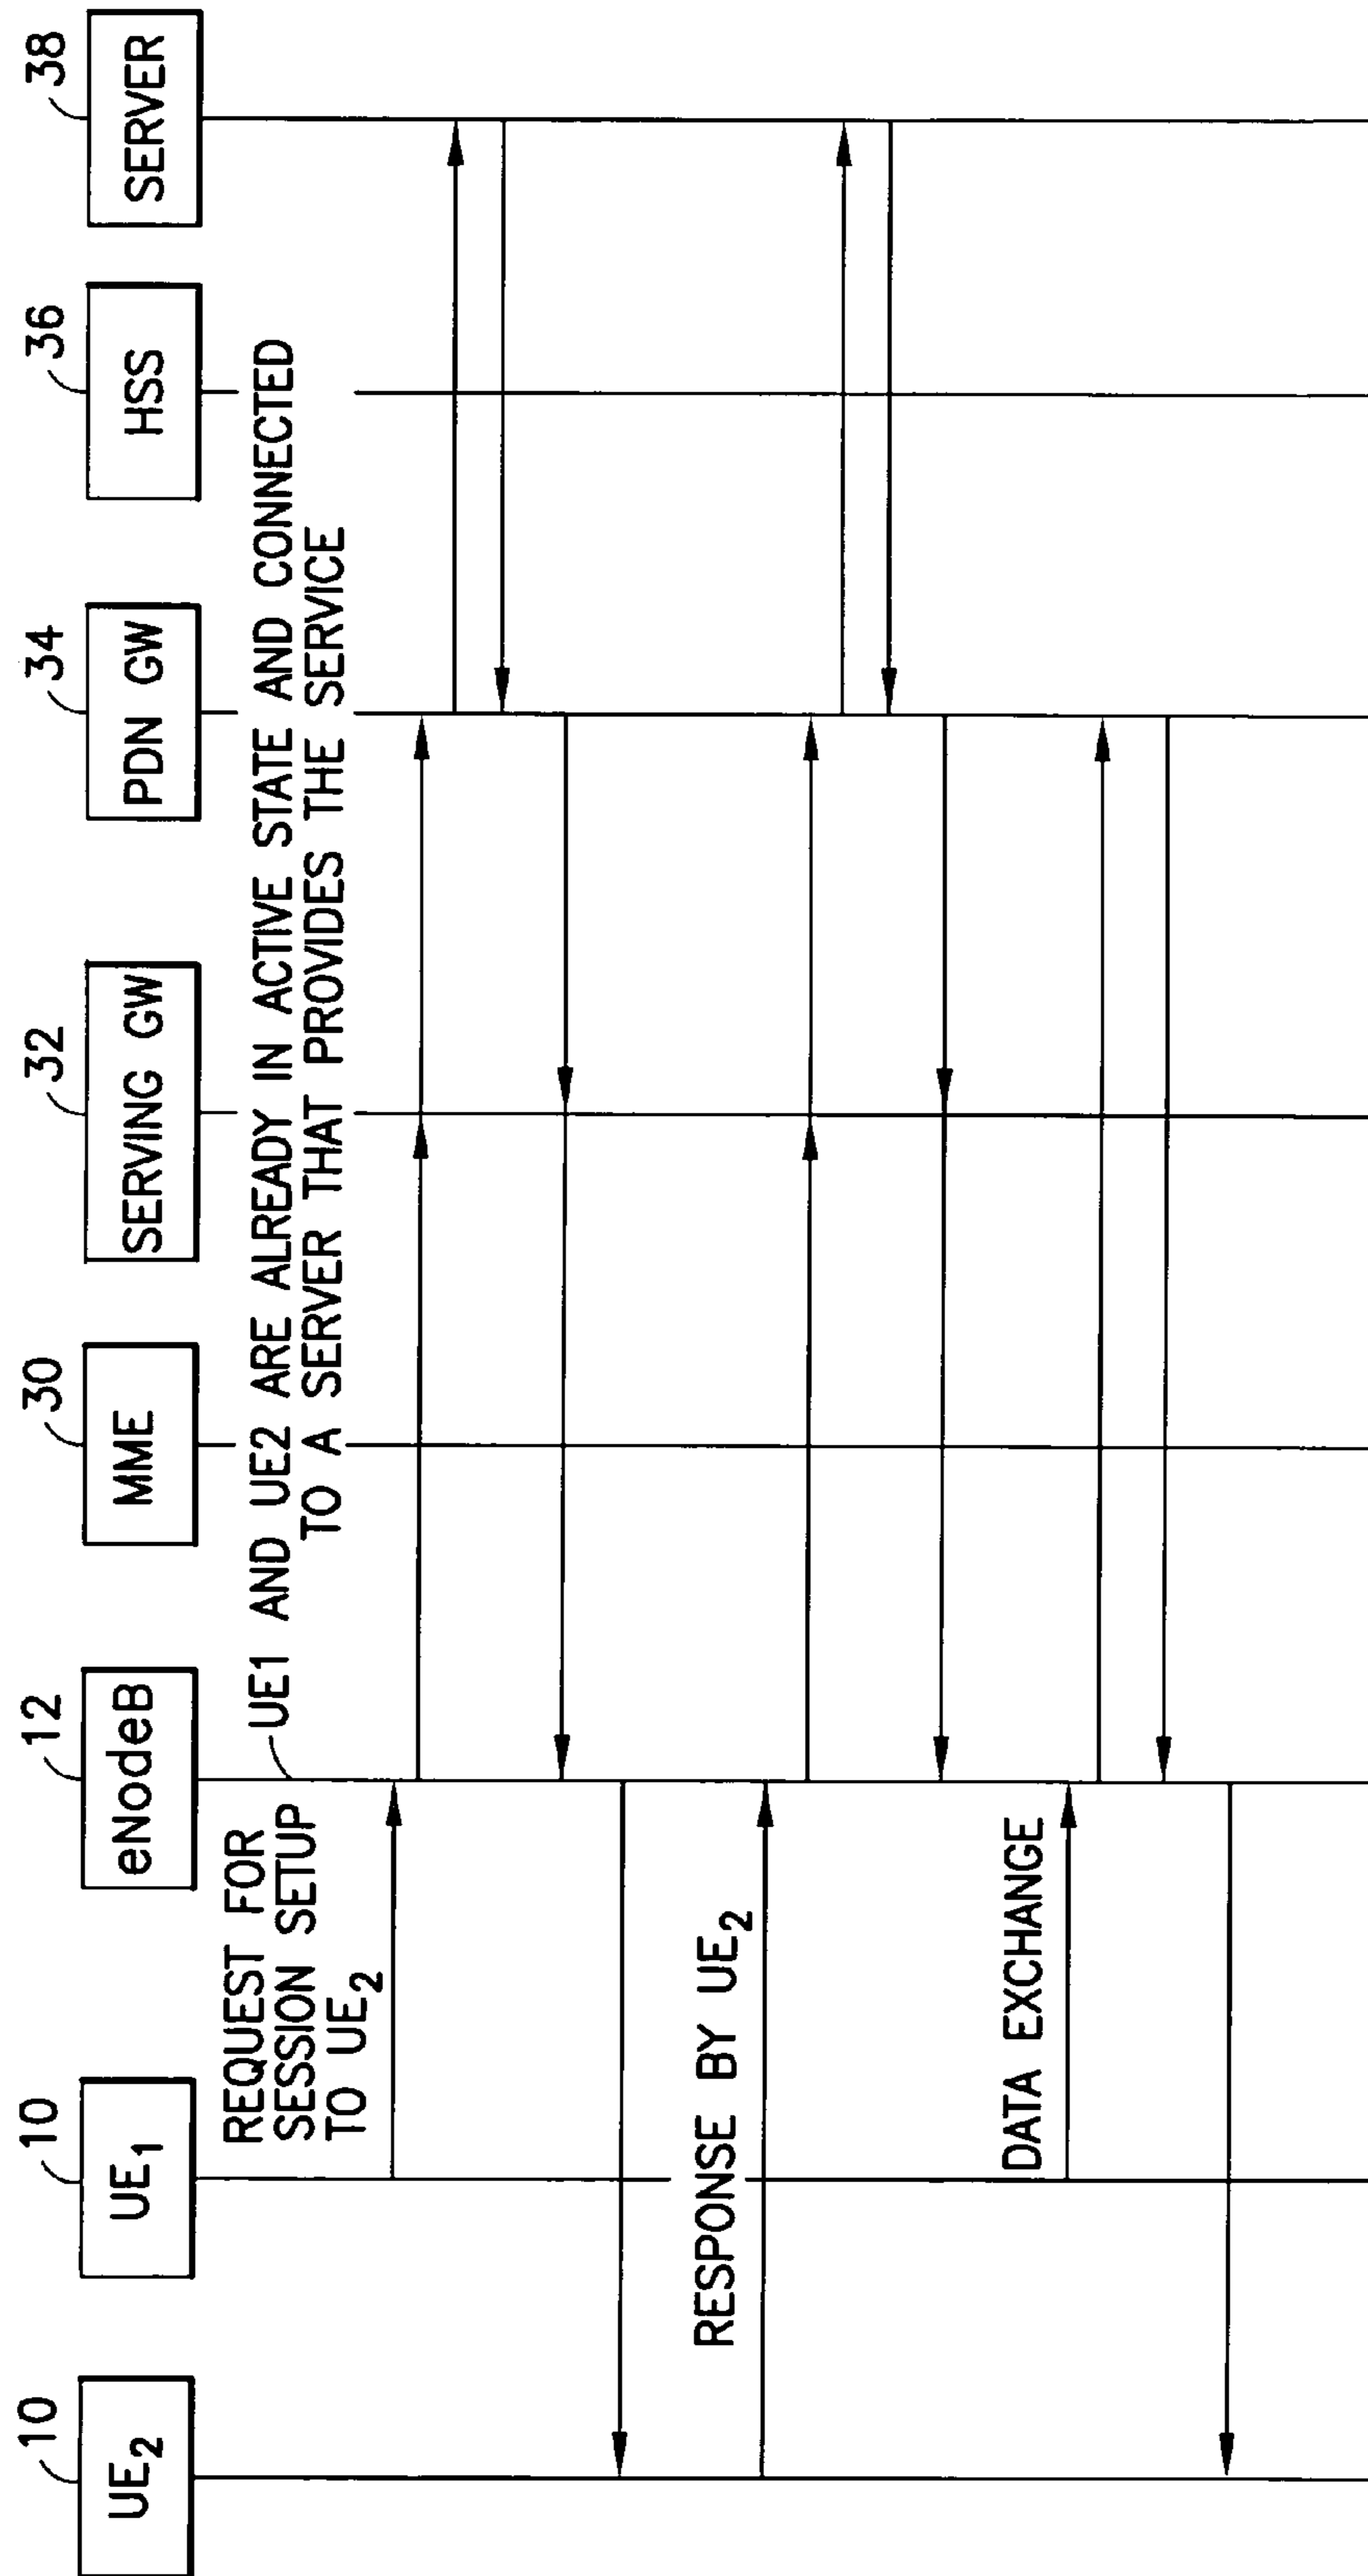 10
10
12
30
32
34
36
38
UE2
UE1
eNodeB
MME
SERVING GW
PDN GW
HSS
SERVER
REQUEST FOR
SESSION SETUP
TO UE2
UE1 AND UE2 ARE ALREADY IN ACTIVE STATE AND CONNECTED
TO A SERVER THAT PROVIDES THE SERVICE
RESPONSE BY UE2
DATA EXCHANGE